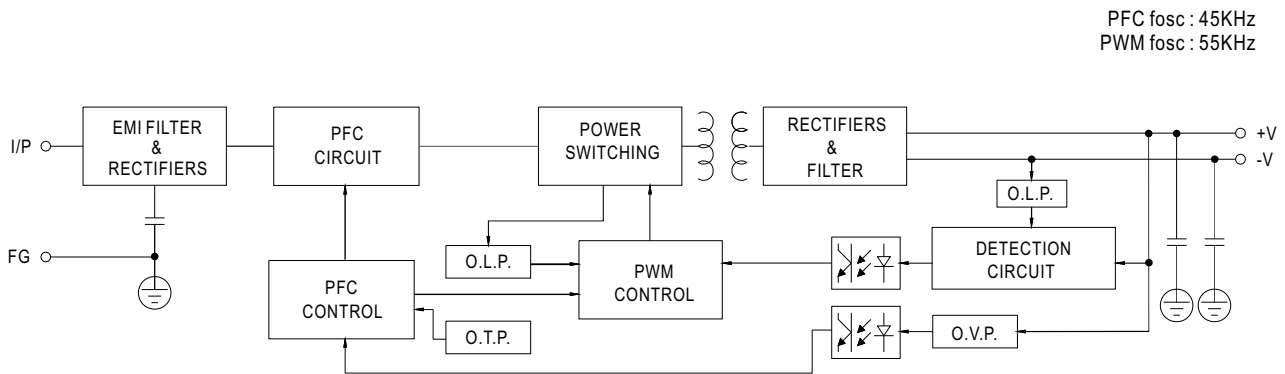 PFC fosc : 45KHz
PWM fosc : 55KHz
I/P
EMI FILTER
&
RECTIFIERS
PFC
CIRCUIT
POWER
SWITCHING
RECTIFIERS
&
FILTER
+V
-V
O.L.P.
FG
O.L.P.
PWM
CONTROL
DETECTION
CIRCUIT
PFC
CONTROL
O.T.P.
O.V.P.